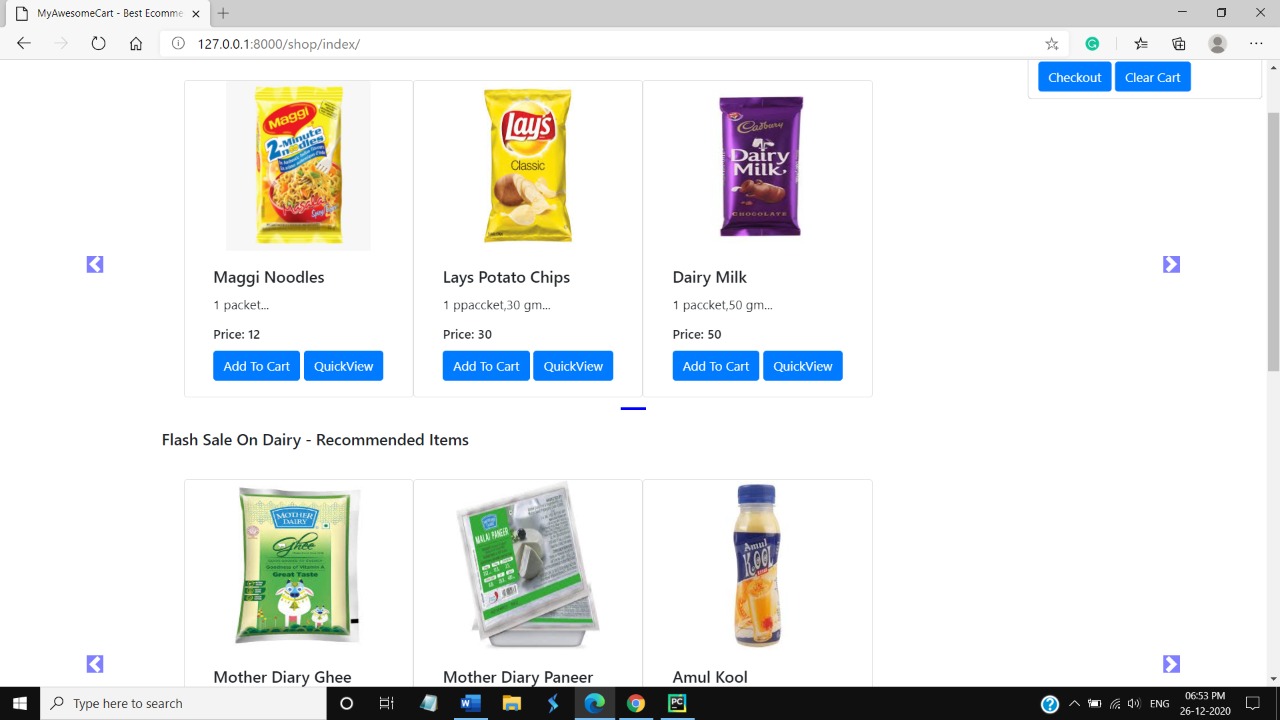 MyAwesomeCart - Best Ecomme
127.0.0.1:8000/shop/index/
Checkout Clear Cart
Maggi
2-Minute
Lay's
Classic
Cadbury
Dairy
Milk
CHOCOLATE
Maggi Noodles Lays Potato Chips Dairy Milk
1 packet... 1 ppaccket,30 gm... 1 paccket,50 gm...
Price: 12 Price: 30 Price: 50
Add To Cart QuickView Add To Cart QuickView Add To Cart QuickView
Flash Sale On Dairy - Recommended Items
MOTHER
DAIRY
Ghee
Goodness of Vitamin A
Great Taste
MALAI PANEER
Amul
KOOL
Mother Diary Ghee Mother Diary Paneer Amul Kool
Type here to search
W
PC
ENG
06:53 PM
26-12-2020